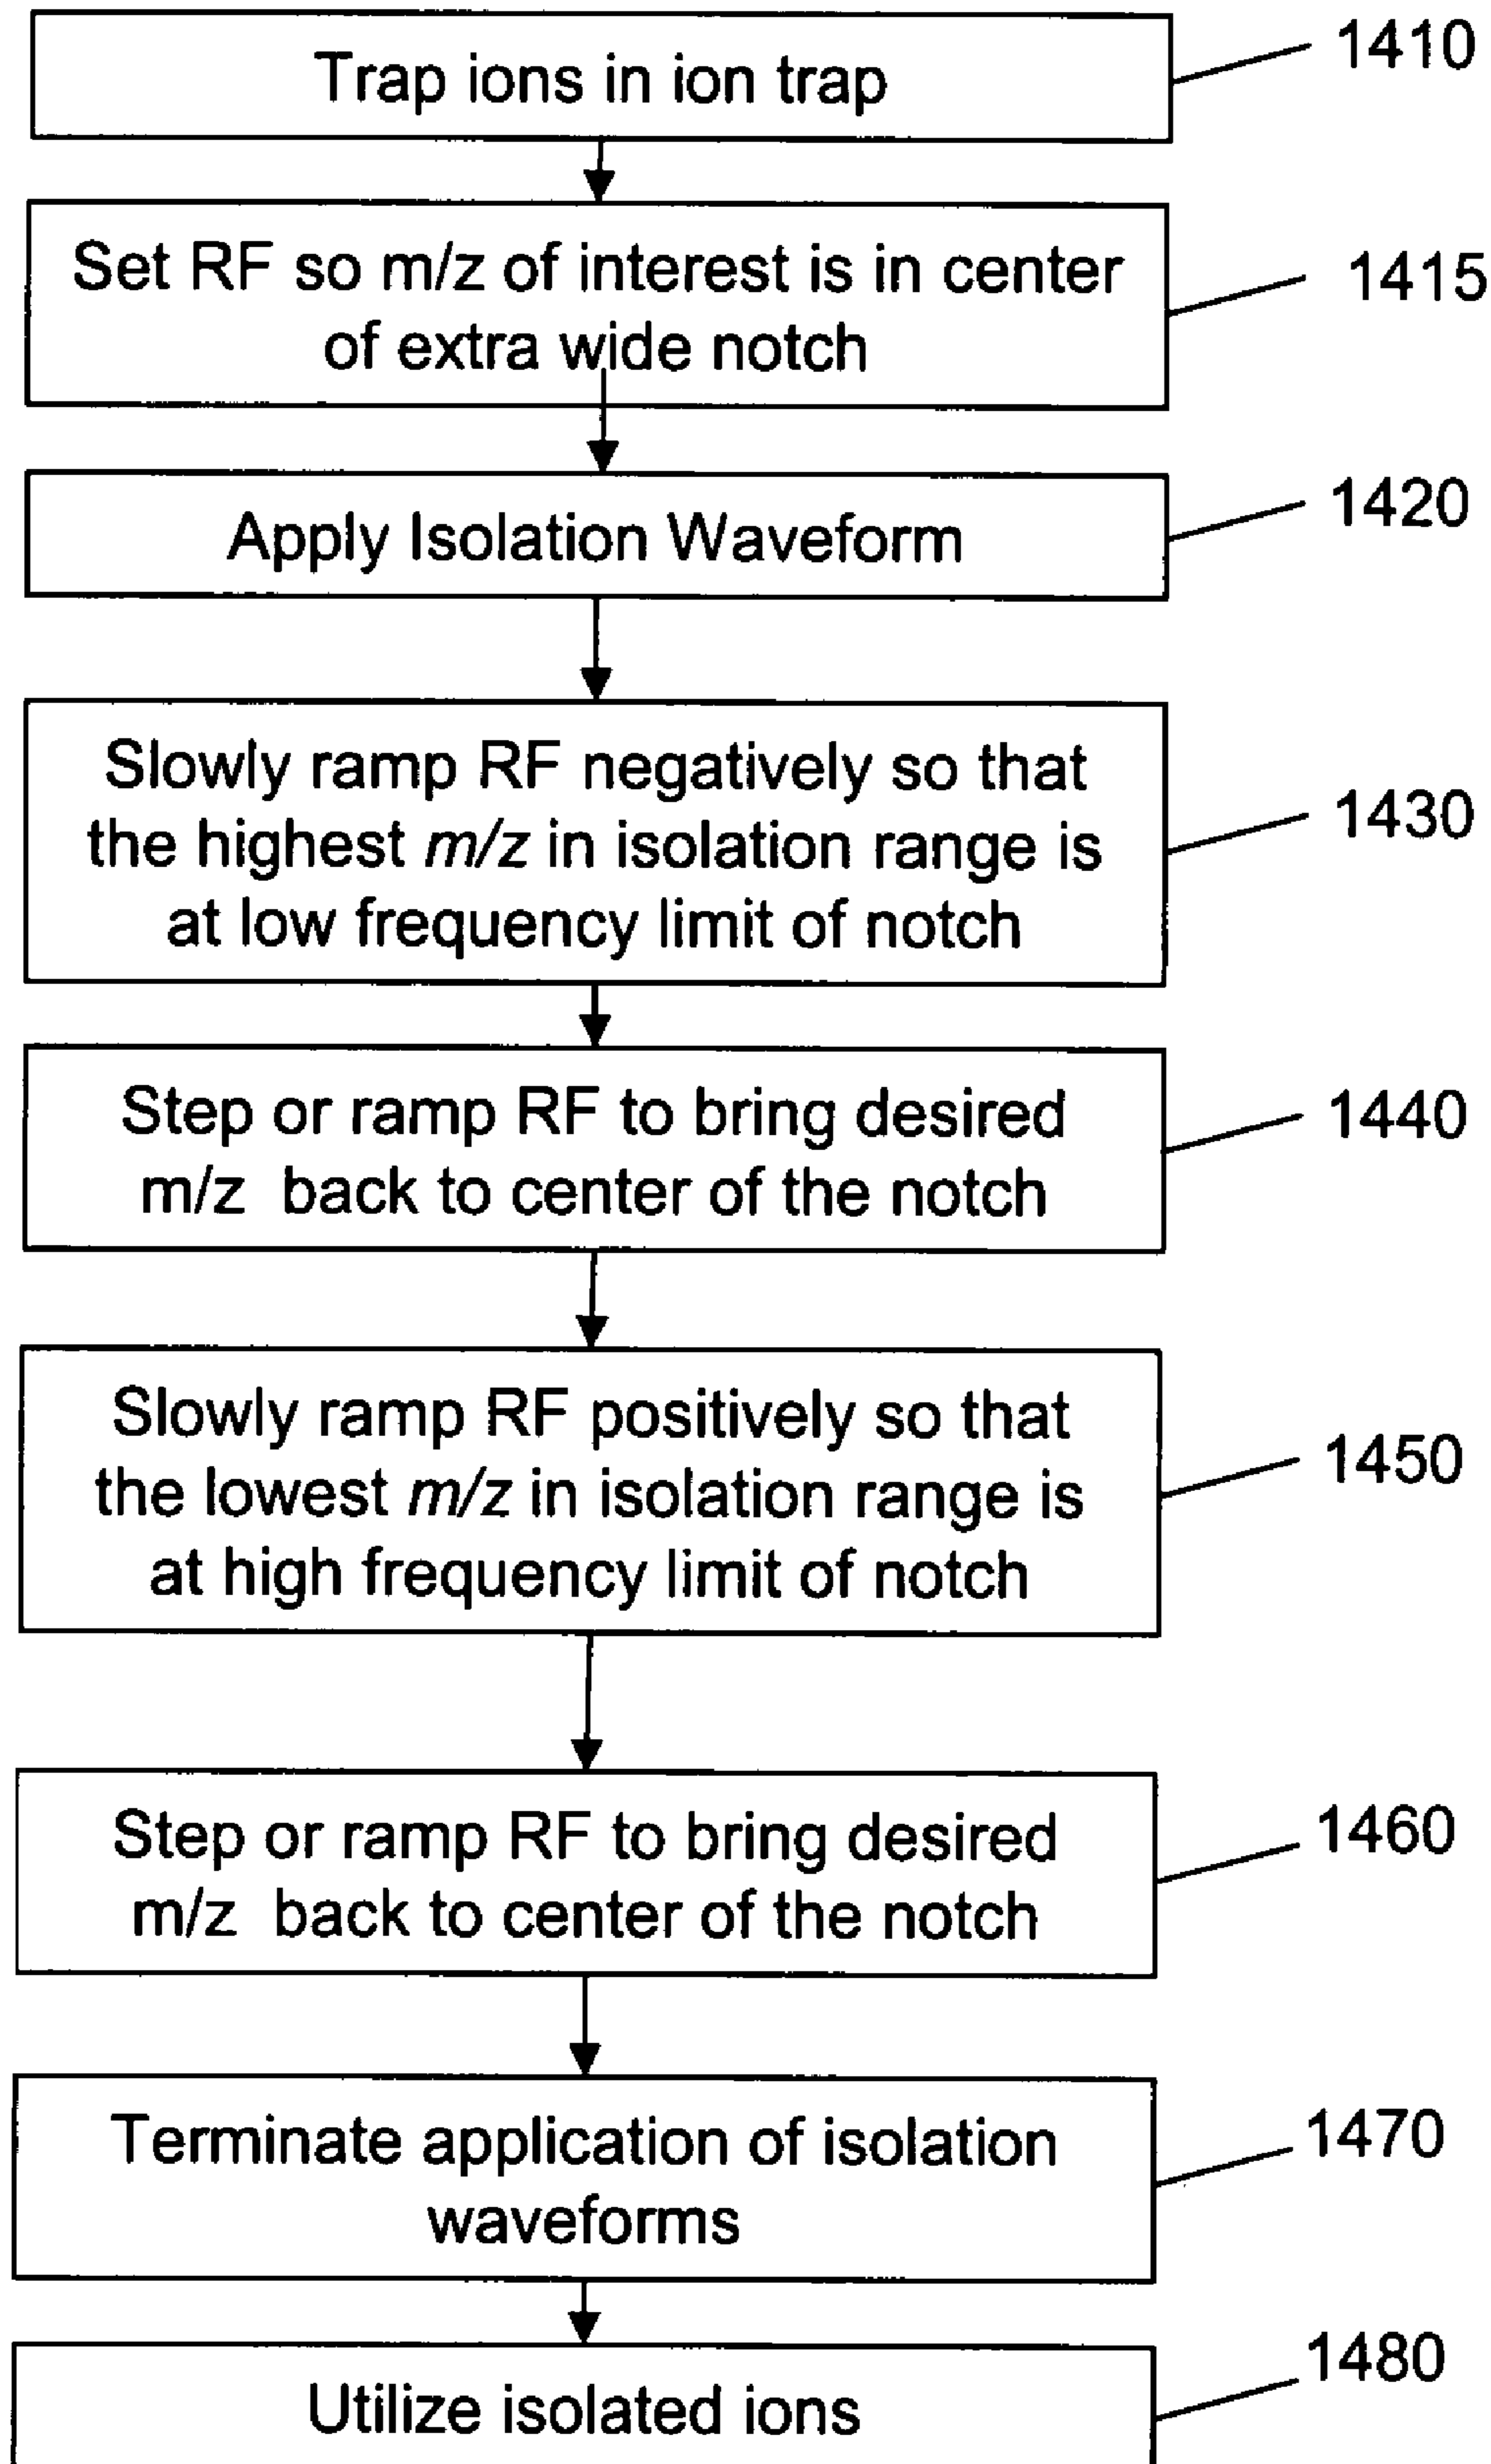 Trap ions in ion trap
1410
Set RF so m/z of interest is in center
of extra wide notch
1415
Apply Isolation Waveform
1420
Slowly ramp RF negatively so that
the highest m/z in isolation range is
at low frequency limit of notch
1430
Step or ramp RF to bring desired
m/z back to center of the notch
1440
Slowly ramp RF positively so that
the lowest m/z in isolation range is
at high frequency limit of notch
1450
Step or ramp RF to bring desired
m/z back to center of the notch
1460
Terminate application of isolation
waveforms
1470
Utilize isolated ions
1480